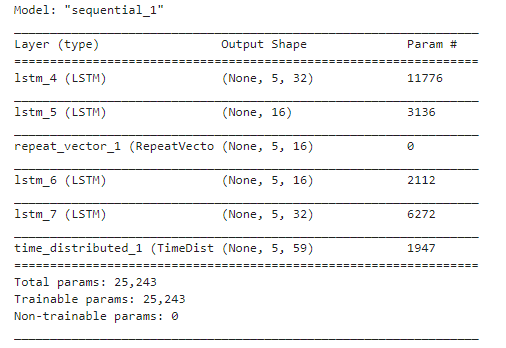 Model: "sequential_1"
Layer (type) Output Shape Param #
lstm_4 (LSTM) (None, 5, 32) 11776
lstm_5 (LSTM) (None, 16) 3136
repeat_vector_1 (RepeatVecto (None, 5, 16) 0
lstm_6 (LSTM) (None, 5, 16) 2112
lstm_7 (LSTM) (None, 5, 32) 6272
time_distributed_1 (TimeDist (None, 5, 59) 1947
Total params: 25,243
Trainable params: 25,243
Non-trainable params: 0